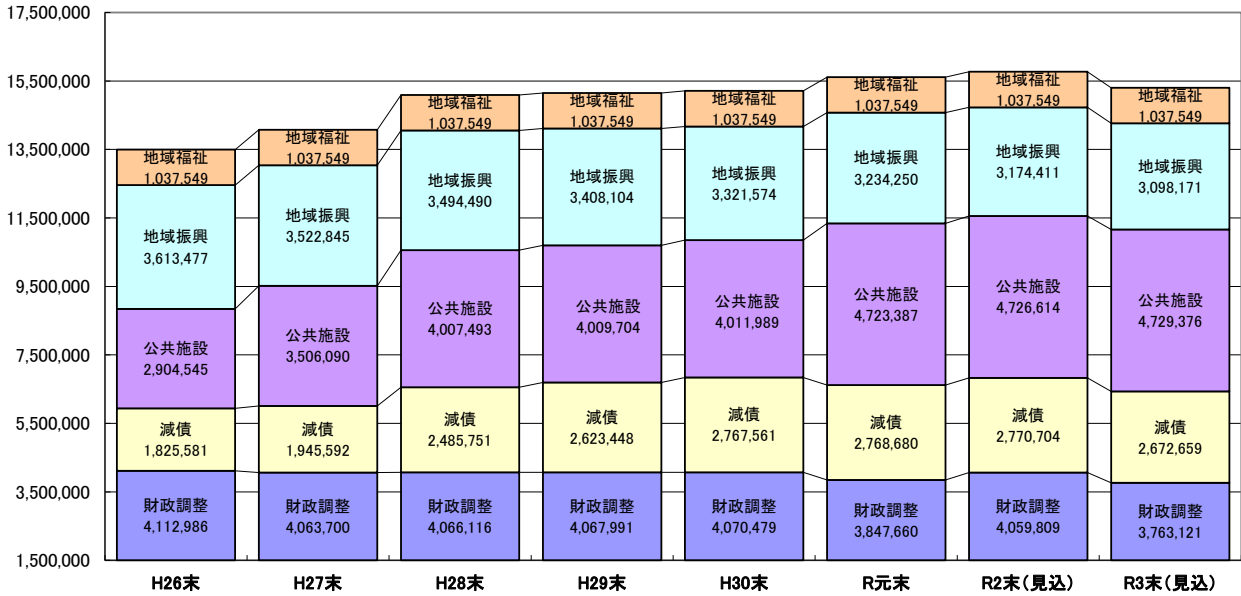 17,500,000
15,500,000
13,500,000
11,500,000
9,500,000
7,500,000
5,500,000
3,500,000
1,500,000
地域福祉
1,037,549
地域振興
3,613,477
公共施設
2,904,545
減債
1,825,581
財政調整
4,112,986
H26末
地域福祉
1,037,549
地域振興
3,522,845
公共施設
3,506,090
減債
1,945,592
財政調整
4,063,700
H27末
地域福祉
1,037,549
地域振興
3,494,490
公共施設
4,007,493
減債
2,485,751
財政調整
4,066,116
H28末
地域福祉
1,037,549
地域振興
3,408,104
公共施設
4,009,704
減債
2,623,448
財政調整
4,067,991
H29末
地域福祉
1,037,549
地域振興
3,321,574
公共施設
4,011,989
減債
2,767,561
財政調整
4,070,479
H30末
地域福祉
1,037,549
地域振興
3,234,250
公共施設
4,723,387
減債
2,768,680
財政調整
3,847,660
R元末
地域福祉
1,037,549
地域振興
3,174,411
公共施設
4,726,614
減債
2,770,704
財政調整
4,059,809
R2末(見込)
地域福祉
1,037,549
地域振興
3,098,171
公共施設
4,729,376
減債
2,672,659
財政調整
3,763,121
R3末(見込)